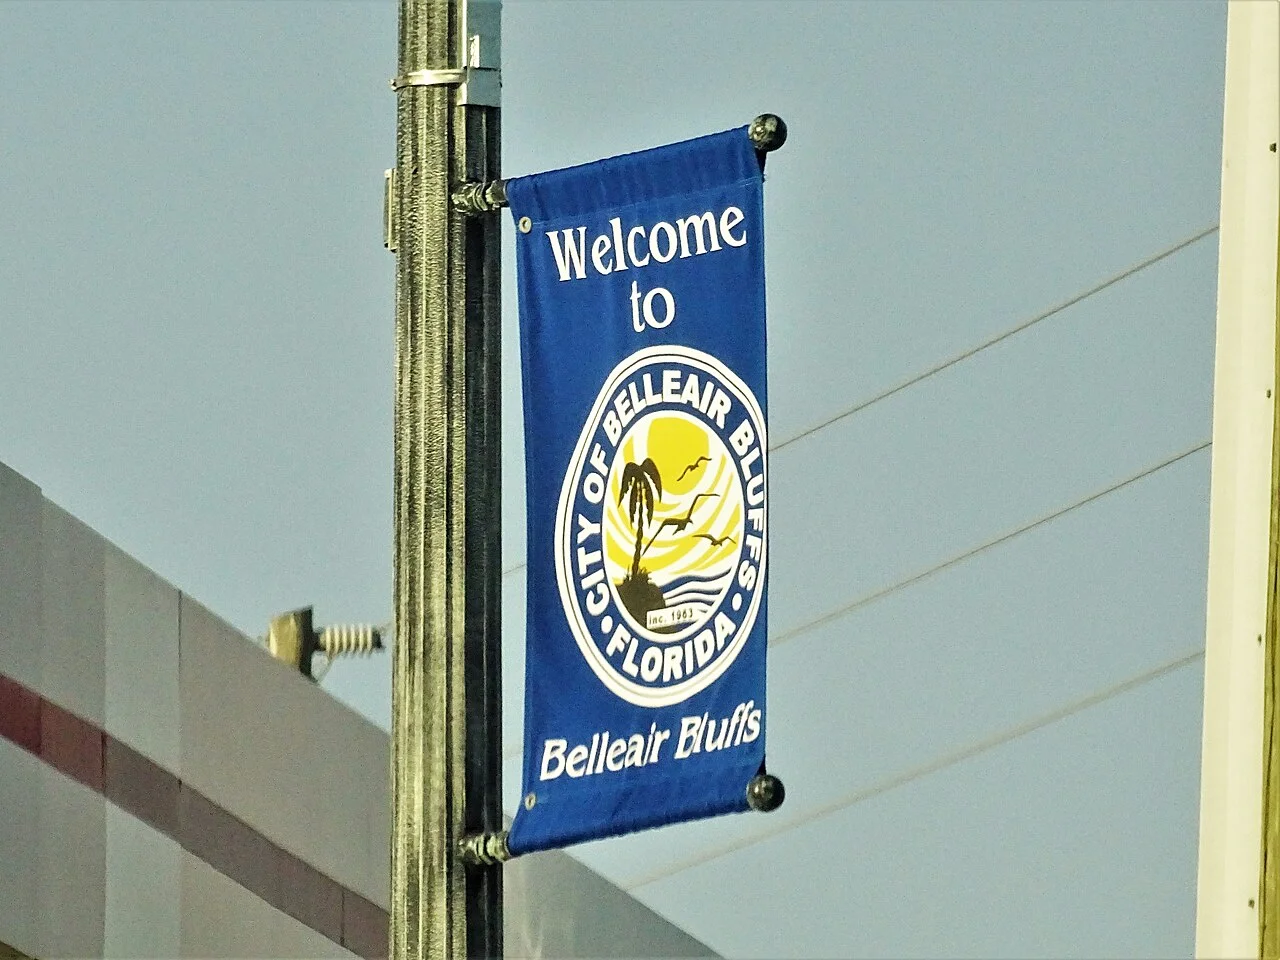 Welcome
to
CITY OF BELLEAIR BLUFFS
• FLORIDA •
inc. 1963
Belleair Bluffs